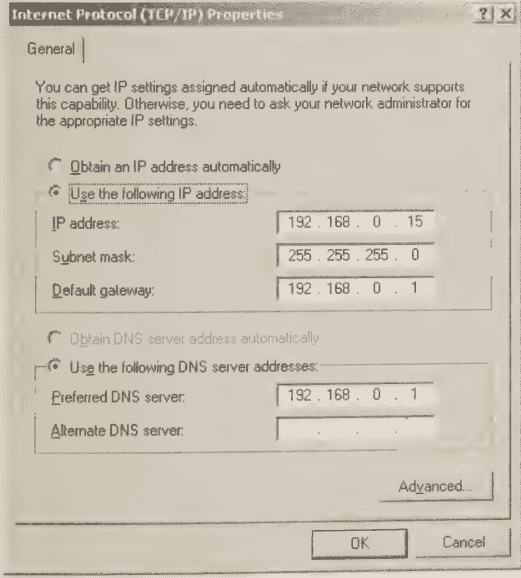 Internet Protocol (TCP/IP) Properties ? X
General
You can get IP settings assigned automatically if your network supports
this capability. Otherwise, you need to ask your network administrator for
the appropriate IP settings.
Obtain an IP address automatically
Use the following IP address:
IP address: 192 . 168 . 0 . 15
Subnet mask: 255 . 255 . 255 . 0
Default gateway: 192 . 168 . 0 . 1
Obtain DNS server address automatically
Use the following DNS server addresses:
Preferred DNS server: 192 . 168 . 0 . 1
Alternate DNS server: . . .
Advanced...
OK Cancel